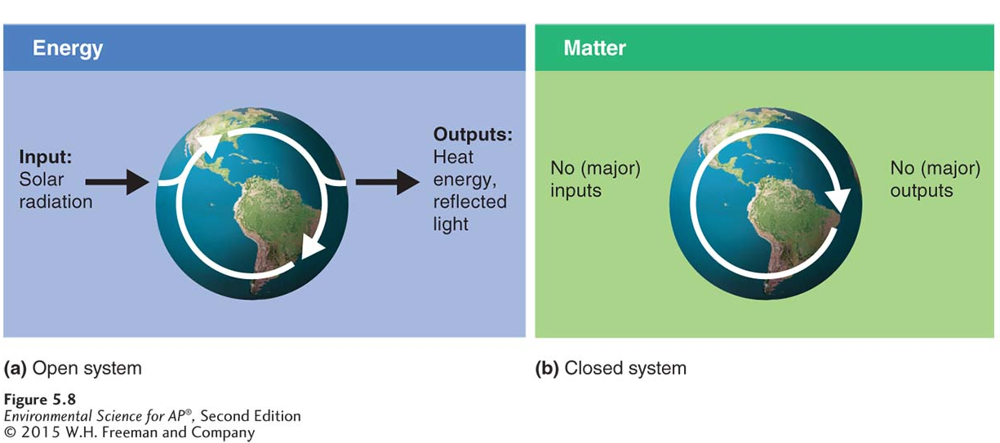 Energy
Input:
Solar
radiation
Outputs:
Heat
energy,
reflected
light
Matter
No (major)
inputs
No (major)
outputs
(a) Open system
(b) Closed system
Figure 5.8
Environmental Science for AP®, Second Edition
© 2015 W.H. Freeman and Company